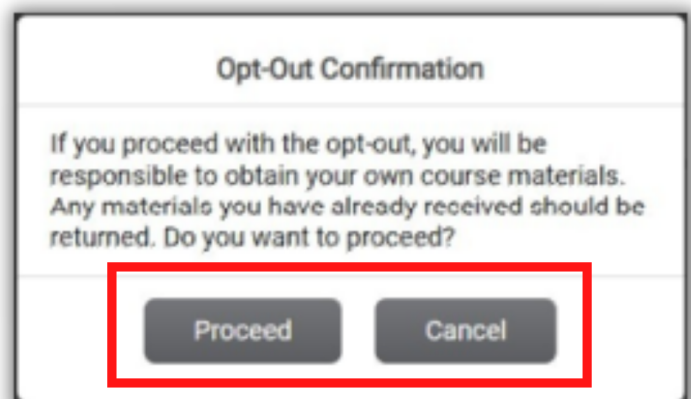 Opt-Out Confirmation
If you proceed with the opt-out, you will be
responsible to obtain your own course materials.
Any materials you have already received should be
returned. Do you want to proceed?
Proceed Cancel